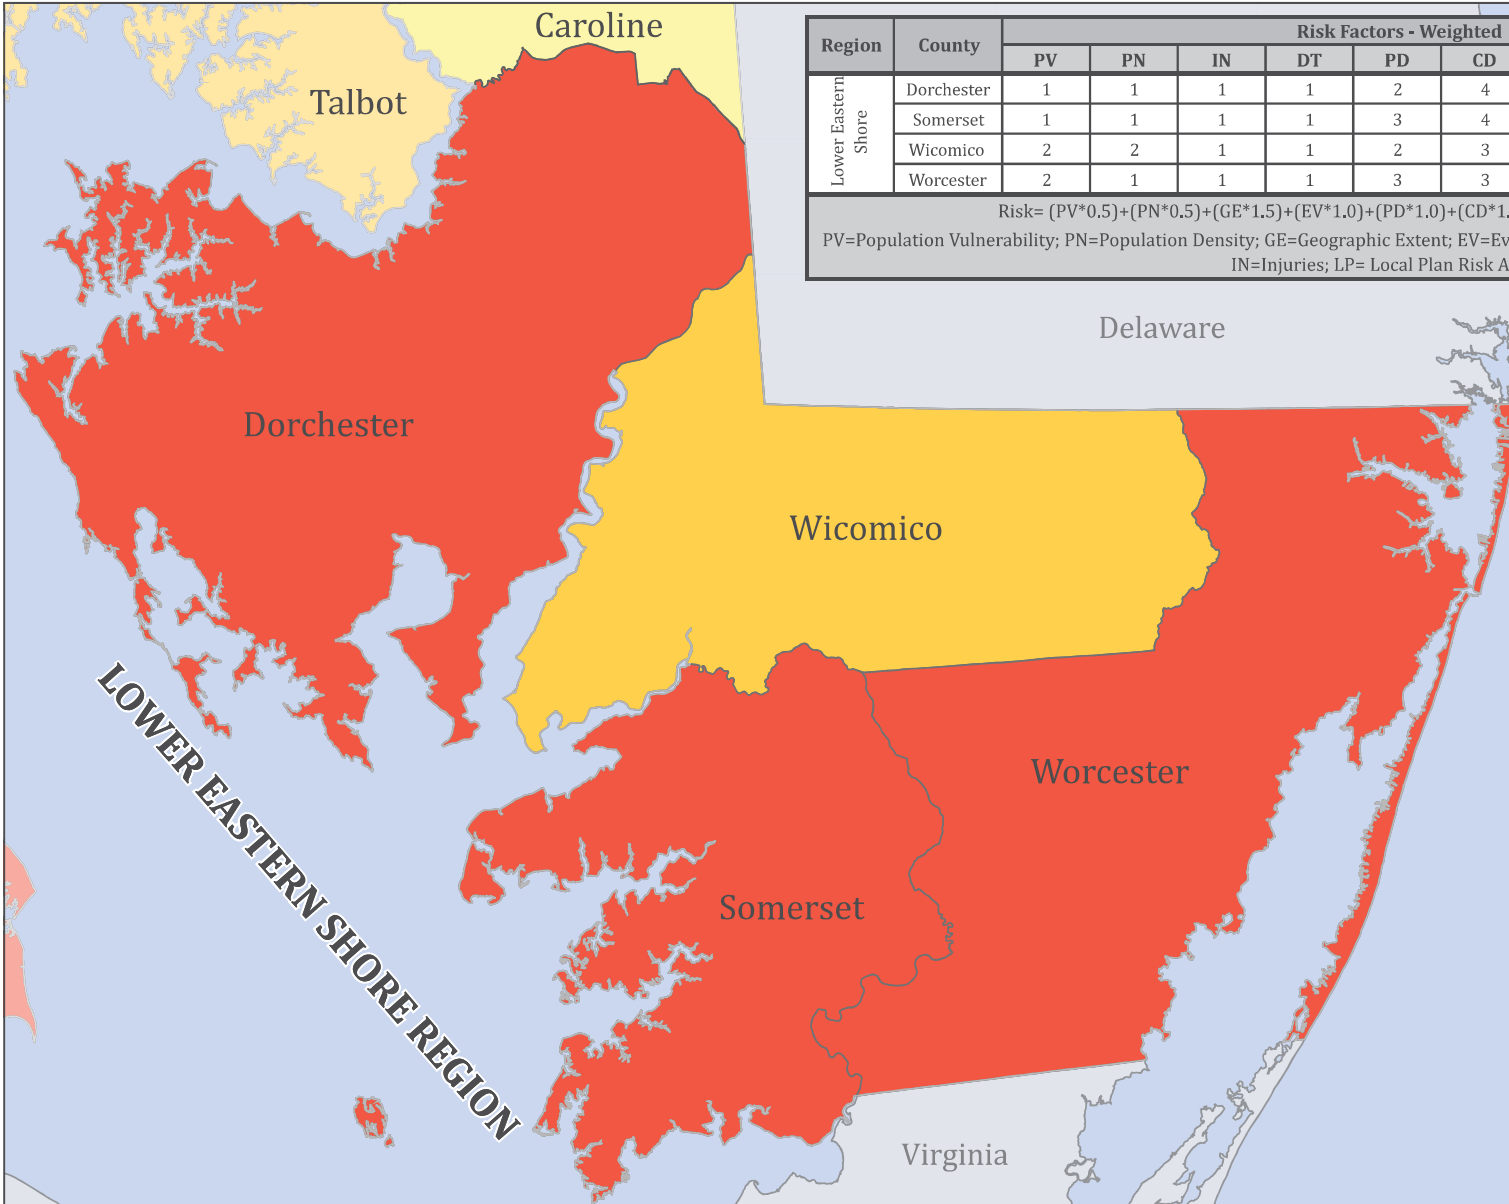 Caroline
Talbot
Region County Risk Factors - Weighted
PV PN IN DT PD CD
Lower Eastern
Shore
Dorchester 1 1 1 1 2 4
Somerset 1 1 1 1 3 4
Wicomico 2 2 1 1 2 3
Worcester 2 1 1 1 3 3
Risk= (PV*0.5)+(PN*0.5)+(GE*1.5)+(EV*1.0)+(PD*1.0)+(CD*1.
PV=Population Vulnerability; PN=Population Density; GE=Geographic Extent; EV=Ev
IN=Injuries; LP= Local Plan Risk A
Delaware
Dorchester
Wicomico
Worcester
Somerset
LOWER EASTERN SHORE REGION
Virginia